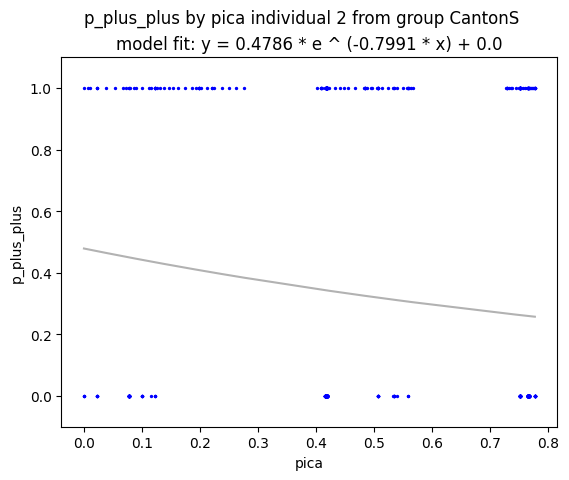 p_plus_plus by pica individual 2 from group CantonS
model fit: y = 0.4786 * e ^ (-0.7991 * x) + 0.0
1.0
0.8
0.6
0.4
0.2
0.0
p_plus_plus
0.0 0.1 0.2 0.3 0.4 0.5 0.6 0.7 0.8
pica